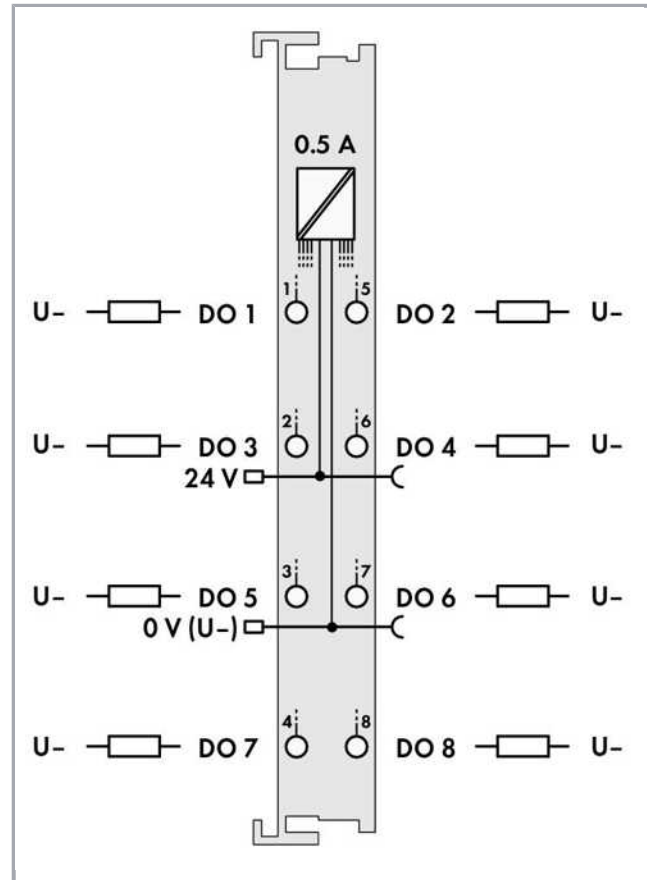 0.5 A
1 5
U– DO 1 DO 2 U–
2 6
U– DO 3 DO 4 U–
24 V
3 7
U– DO 5 DO 6 U–
0 V (U–)
4 8
U– DO 7 DO 8 U–